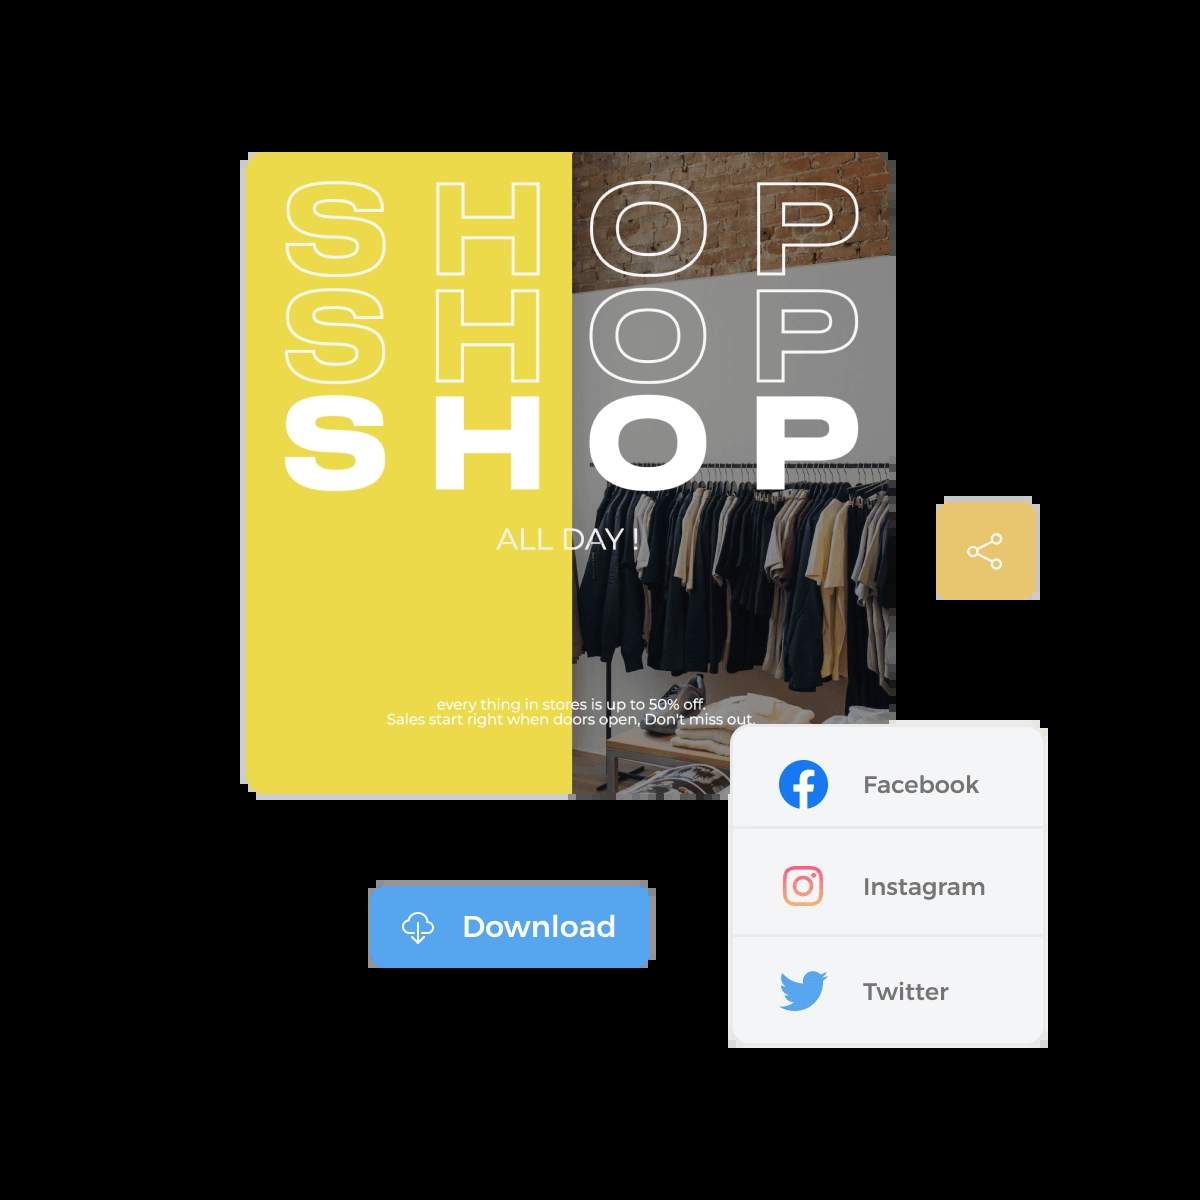 SHOP
SHOP
SHOP
ALL DAY !
every thing in stores is up to 50% off.
Sales start right when doors open, Don't miss out.
Facebook
Instagram
Twitter
Download